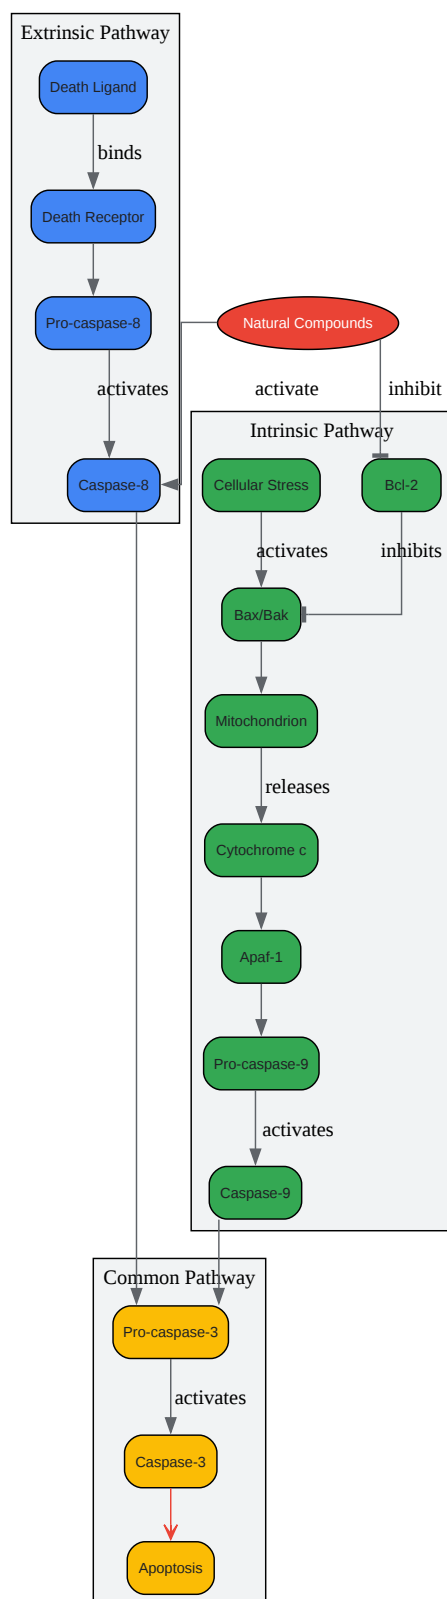 Extrinsic Pathway
Death Ligand
binds
Death Receptor
Pro-caspase-8
Natural Compounds
activates
activate
inhibit
Intrinsic Pathway
Caspase-8
Cellular Stress
Bcl-2
activates
inhibits
Bax/Bak
Mitochondrion
releases
Cytochrome c
Apaf-1
Pro-caspase-9
activates
Caspase-9
Common Pathway
Pro-caspase-3
activates
Caspase-3
Apoptosis